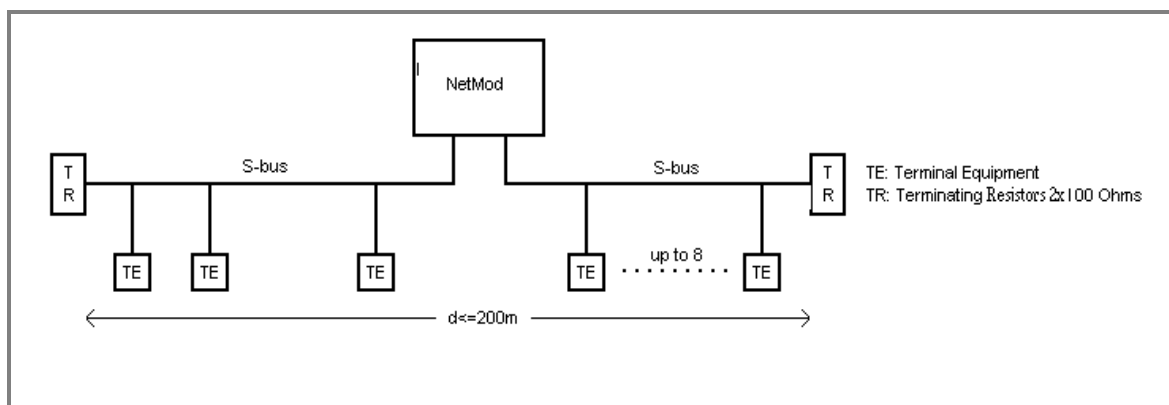 NetMod
S-bus
S-bus
T
R
T
R
TE: Terminal Equipment
TR: Terminating Resistors 2x100 Ohms
up to 8
TE
TE
TE
TE
TE
d<=200m